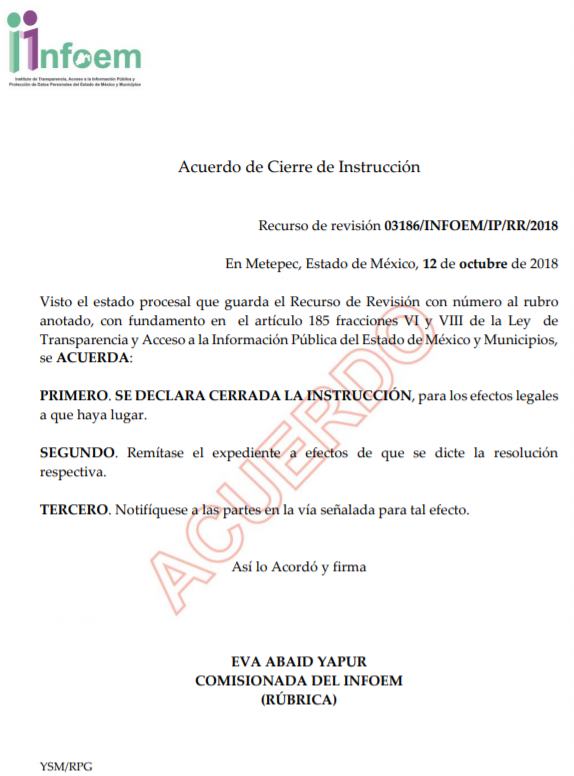 infoem
Instituto de Transparencia, Acceso a la Información Pública y
Protección de Datos Personales del Estado de México y Municipios
Acuerdo de Cierre de Instrucción
Recurso de revisión 03186/INFOEM/IP/RR/2018
En Metepec, Estado de México, 12 de octubre de 2018
Visto el estado procesal que guarda el Recurso de Revisión con número al rubro
anotado, con fundamento en el artículo 185 fracciones VI y VIII de la Ley de
Transparencia y Acceso a la Información Pública del Estado de México y Municipios,
se ACUERDA:
PRIMERO. SE DECLARA CERRADA LA INSTRUCCIÓN, para los efectos legales
a que haya lugar.
SEGUNDO. Remítase el expediente a efectos de que se dicte la resolución
respectiva.
TERCERO. Notifíquese a las partes en la vía señalada para tal efecto.
ACUERDO
Así lo Acordó y firma
EVA ABAID YAPUR
COMISIONADA DEL INFOEM
(RÚBRICA)
YSM/RPG